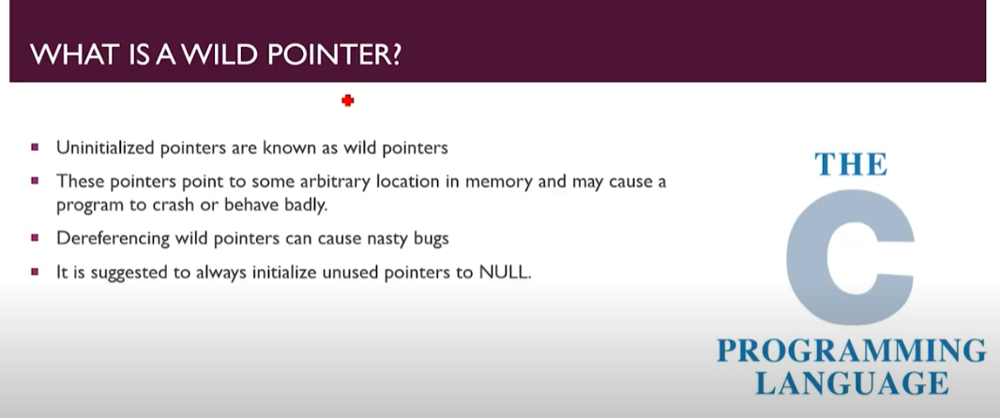 WHAT IS A WILD POINTER?
Uninitialized pointers are known as wild pointers
These pointers point to some arbitrary location in memory and may cause a
program to crash or behave badly.
Dereferencing wild pointers can cause nasty bugs
It is suggested to always initialize unused pointers to NULL.
THE
C
PROGRAMMING
LANGUAGE